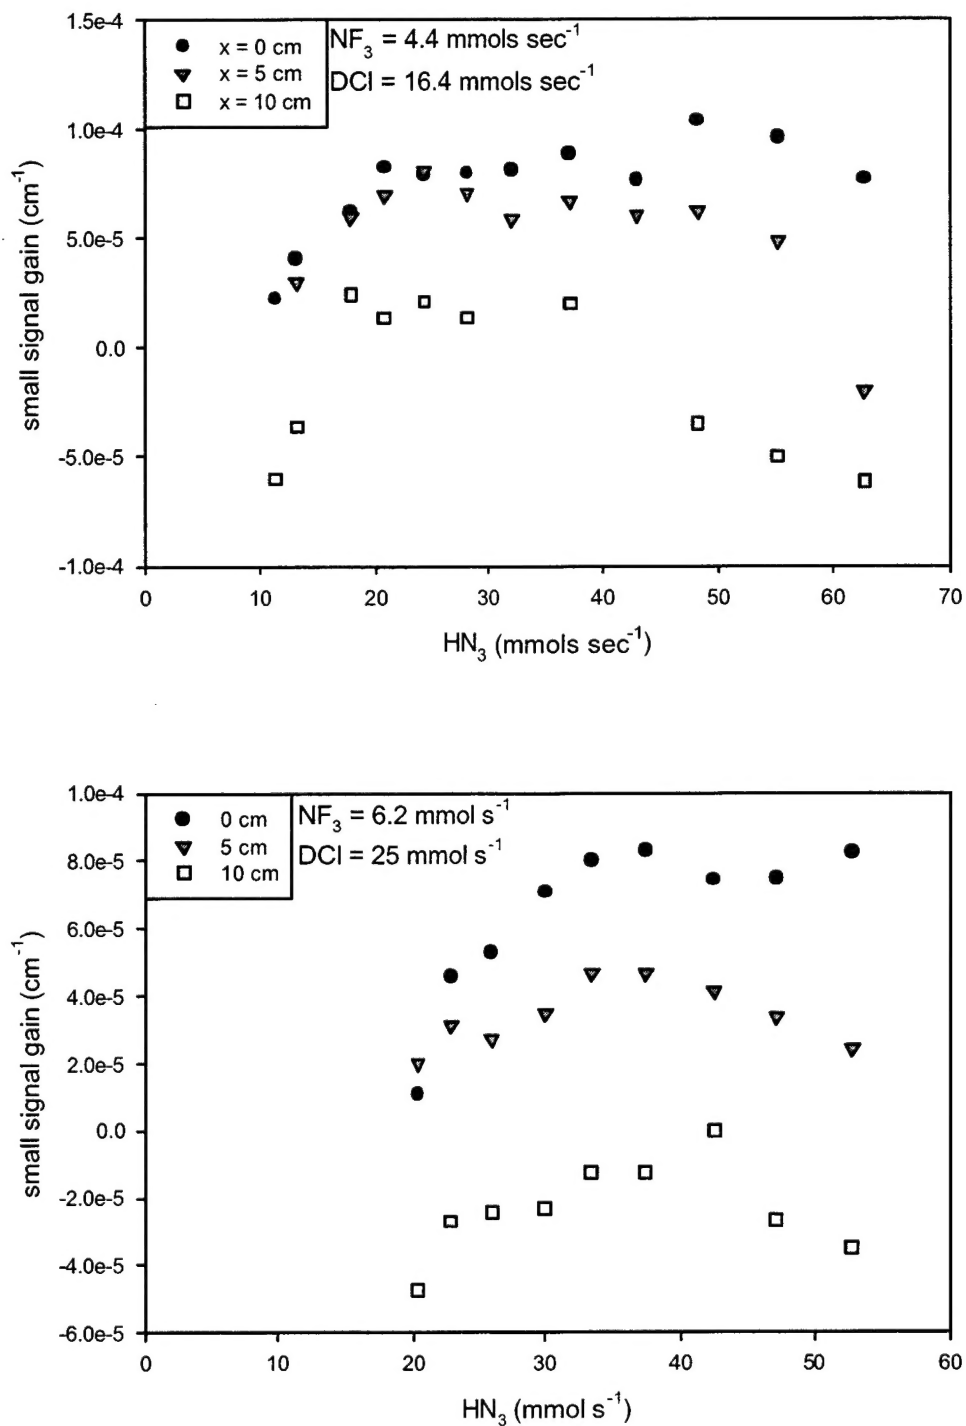 1.5e-4
1.0e-4
5.0e-5
0.0
-5.0e-5
-1.0e-4
small signal gain (cm⁻¹)
x = 0 cm
x = 5 cm
x = 10 cm
NF₃ = 4.4 mmols sec⁻¹
DCl = 16.4 mmols sec⁻¹
0 10 20 30 40 50 60 70
HN₃ (mmols sec⁻¹)
1.0e-4
8.0e-5
6.0e-5
4.0e-5
2.0e-5
0.0
-2.0e-5
-4.0e-5
-6.0e-5
small signal gain (cm⁻¹)
0 cm
5 cm
10 cm
NF₃ = 6.2 mmol s⁻¹
DCl = 25 mmol s⁻¹
0 10 20 30 40 50 60
HN₃ (mmol s⁻¹)